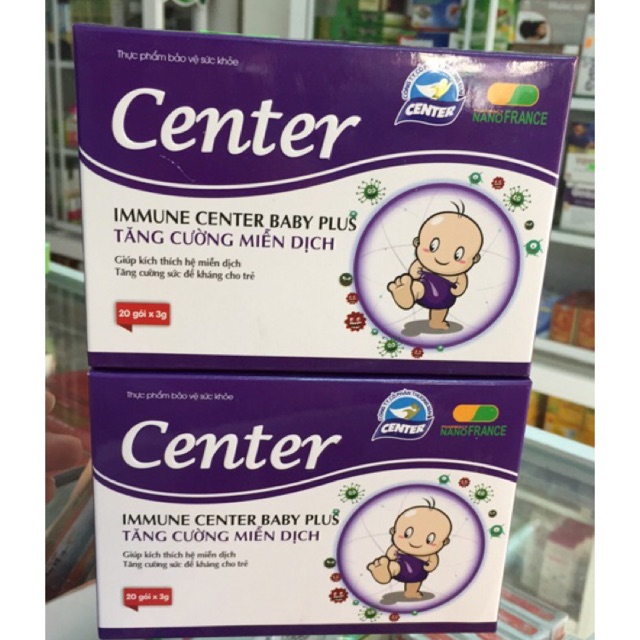 Thực phẩm bảo vệ sức khỏe
Center
CENTER
NANOFRANCE
IMMUNE CENTER BABY PLUS
TĂNG CƯỜNG MIỄN DỊCH
Giúp kích thích hệ miễn dịch
Tăng cường sức đề kháng cho trẻ
20 gói x 3g
Thực phẩm bảo vệ sức khỏe
Center
CENTER
NANOFRANCE
IMMUNE CENTER BABY PLUS
TĂNG CƯỜNG MIỄN DỊCH
Giúp kích thích hệ miễn dịch
Tăng cường sức đề kháng cho trẻ
20 gói x 3g